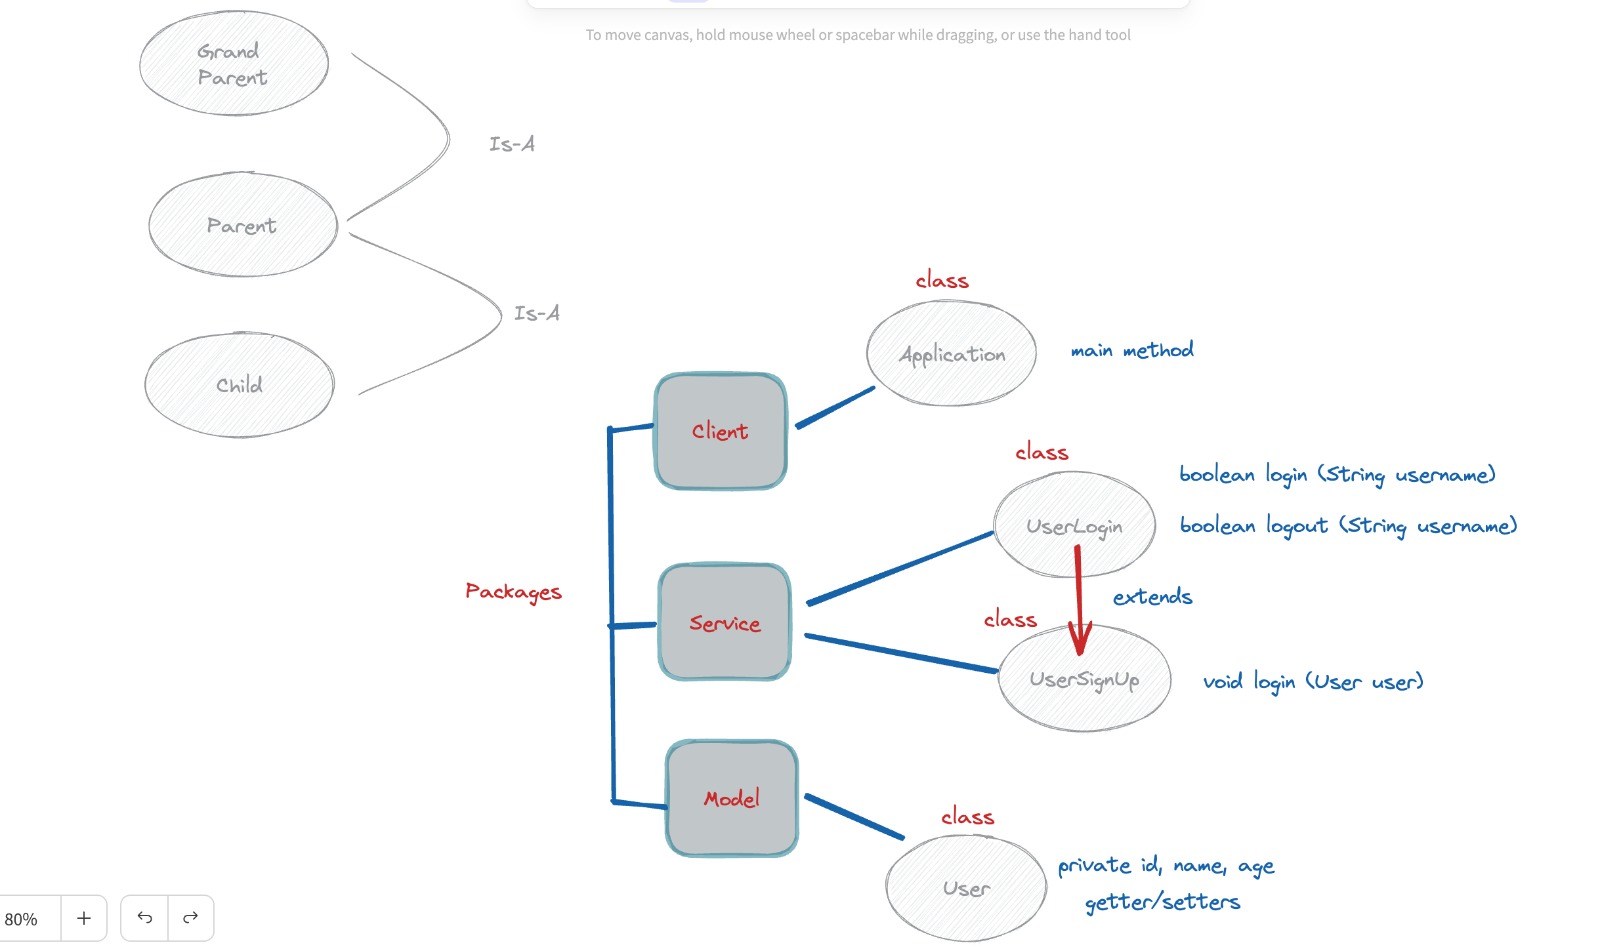 To move canvas, hold mouse wheel or spacebar while dragging, or use the hand tool
Grand
Parent
Is-A
Parent
Is-A
Child
class
Application
main method
Client
class
UserLogin
boolean login (String username)
boolean logout (String username)
Packages
Service
extends
class
UserSignUp
void login (User user)
Model
class
User
private id, name, age
getter/setters
80%